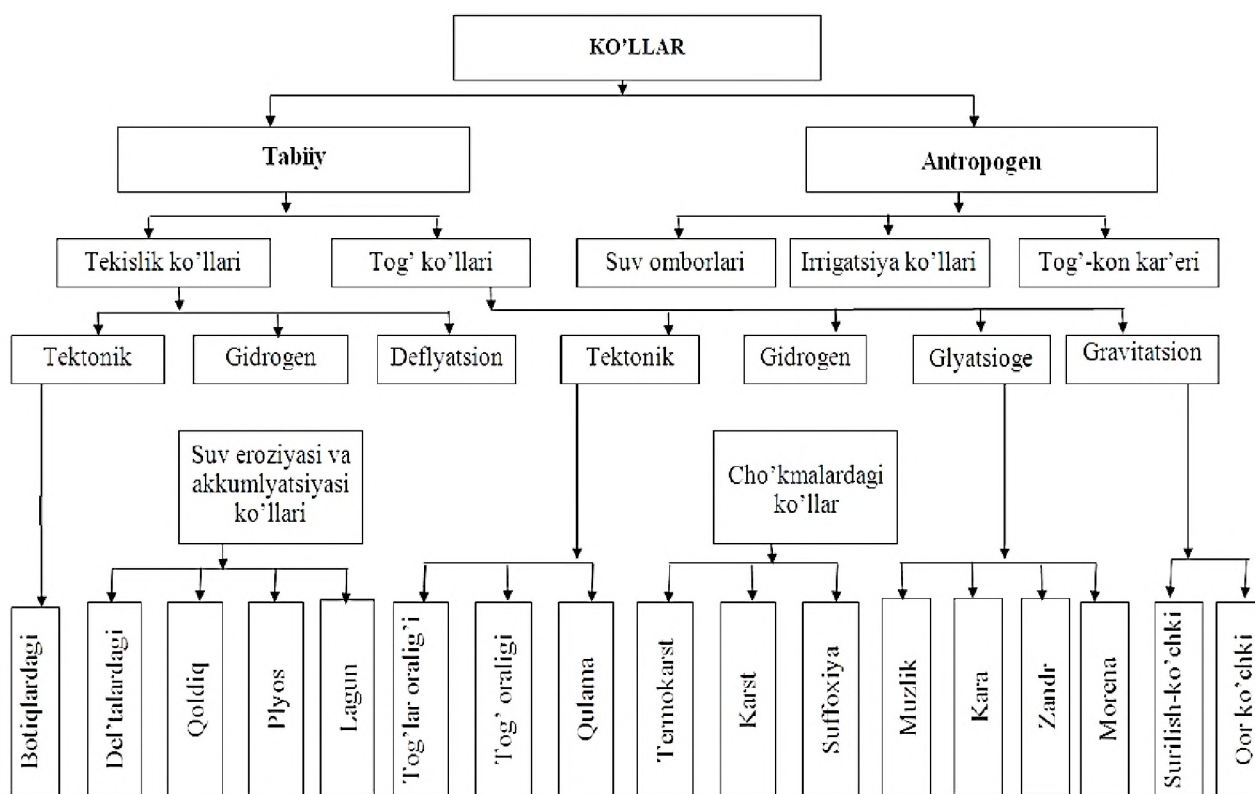 KO’LLAR
Tabiiy
Antropogen
Tekislik ko’llari
Tog’ ko’llari
Suv omborlari
Irrigatsiya ko’llari
Tog’-kon kar’eri
Tektonik
Gidrogen
Deflyatsion
Tektonik
Gidrogen
Glyatsioge
Gravitatsion
Suv eroziyasi va
akkumlyatsiyasi
ko’llari
Cho’kmalardagi
ko’llar
Botiqlardagi
Del’talardagi
Qoldiq
Plyos
Lagun
Tog’lar oralig’i
Tog’ oraligi
Qulama
Termokarst
Karst
Suffoxiya
Muzlik
Kara
Zandr
Morena
Surilish-ko’chki
Qor ko’chki